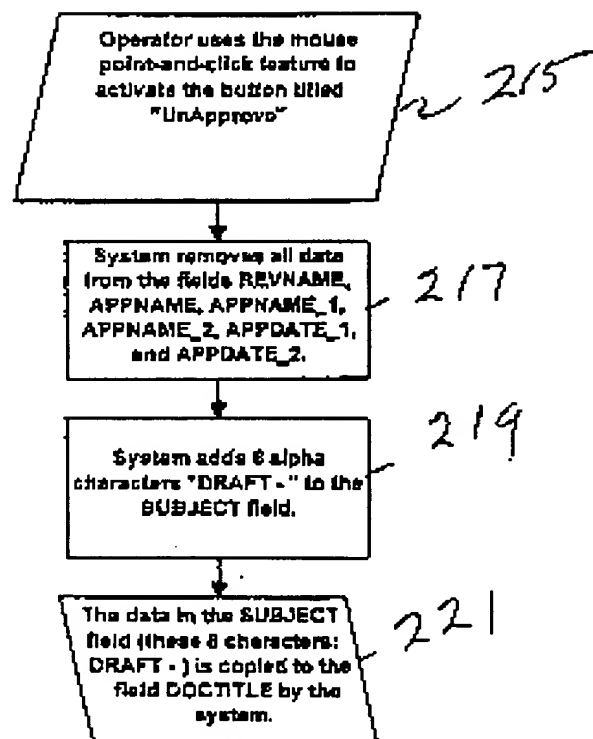 Operator uses the mouse
point-and-click feature to
activate the button titled
"UnApprove"
215
System removes all data
from the fields REVNAME,
APPNAME, APPNAME_1,
APPNAME_2, APPDATE_1,
and APPDATE_2.
217
System adds 8 alpha
characters "DRAFT - " to the
SUBJECT field.
219
The data in the SUBJECT
field (these 8 characters:
DRAFT - ) is copied to the
field DOCTITLE by the
system.
221